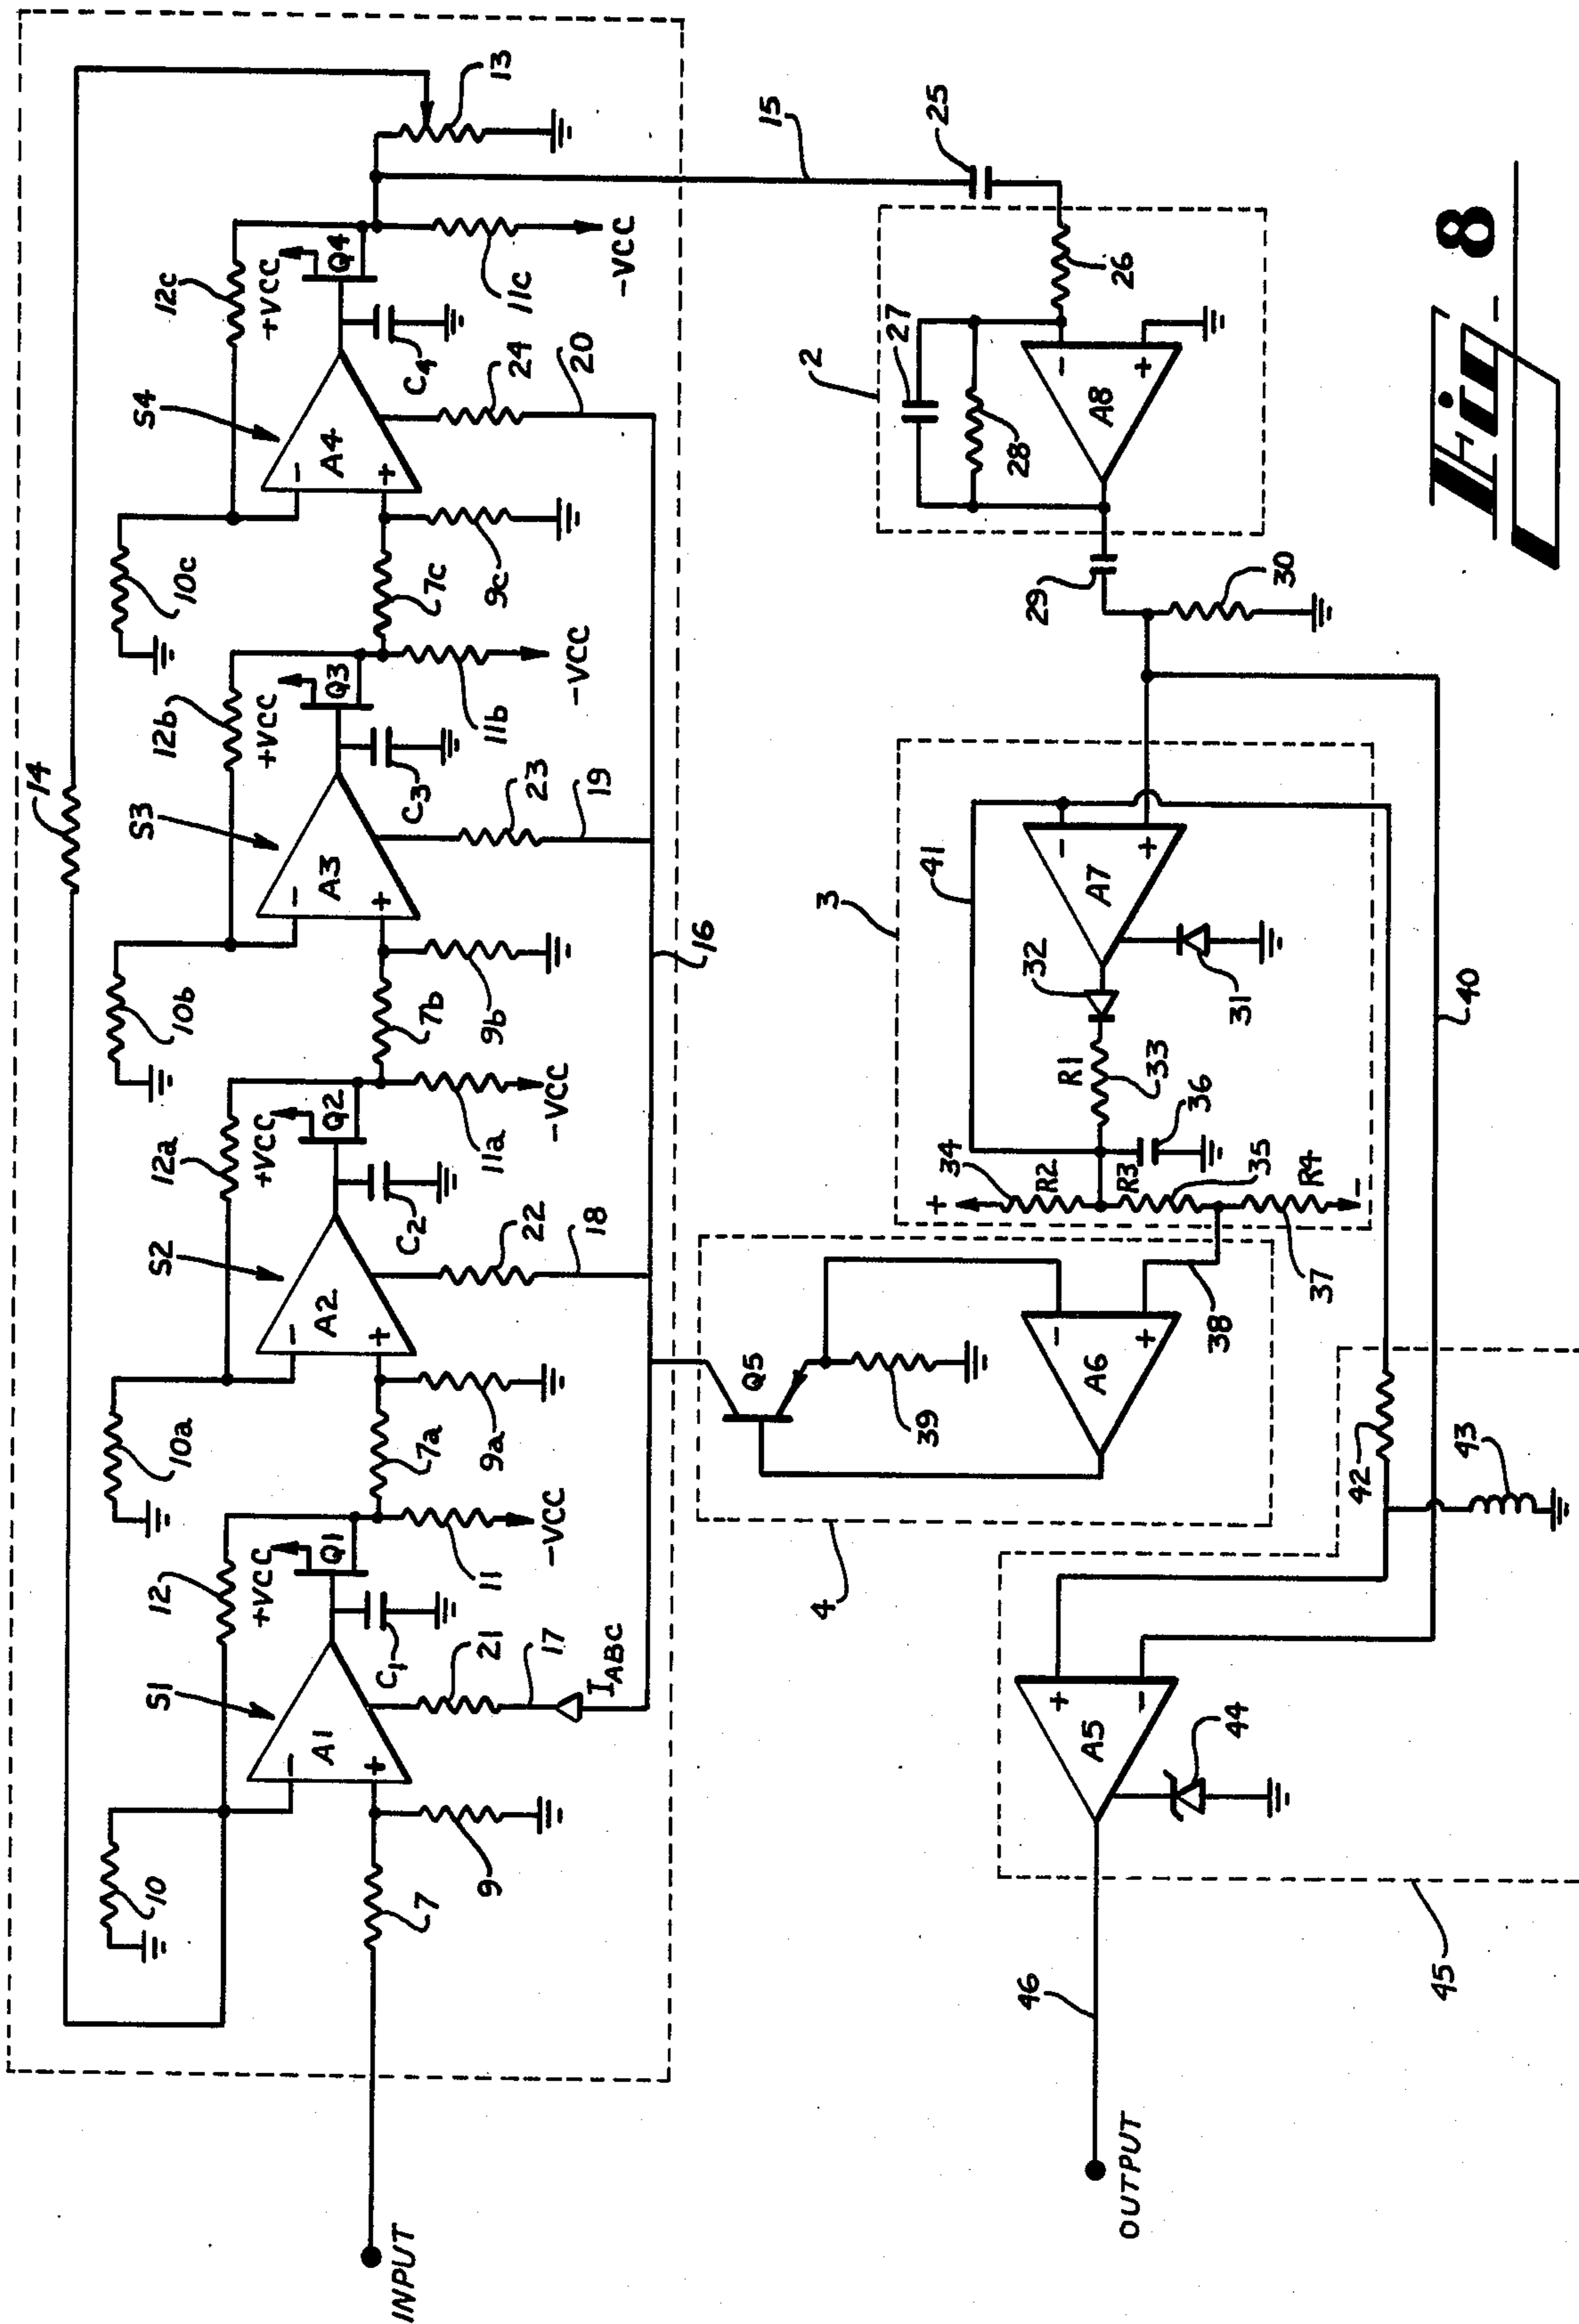 14
13
12
12a
12b
12c
10
10a
10b
10c
S1
S2
S3
S4
+VCC
+VCC
+VCC
+VCC
Q1
Q2
Q3
Q4
A1
A2
A3
A4
-
+
-
+
-
+
-
+
C1
C2
C3
C4
INPUT
7
9
11
-VCC
7a
9a
11a
-VCC
7b
9b
11b
-VCC
7c
9c
11c
-VCC
21
22
23
24
17
18
19
20
IABC
16
15
25
4
Q5
39
A6
-
+
38
3
41
34
+
R2
R3
35
R4
-
37
R1
33
36
32
31
A7
-
+
29
30
2
27
28
26
A8
-
+
40
42
43
A5
+
-
44
45
46
OUTPUT
Fig-8